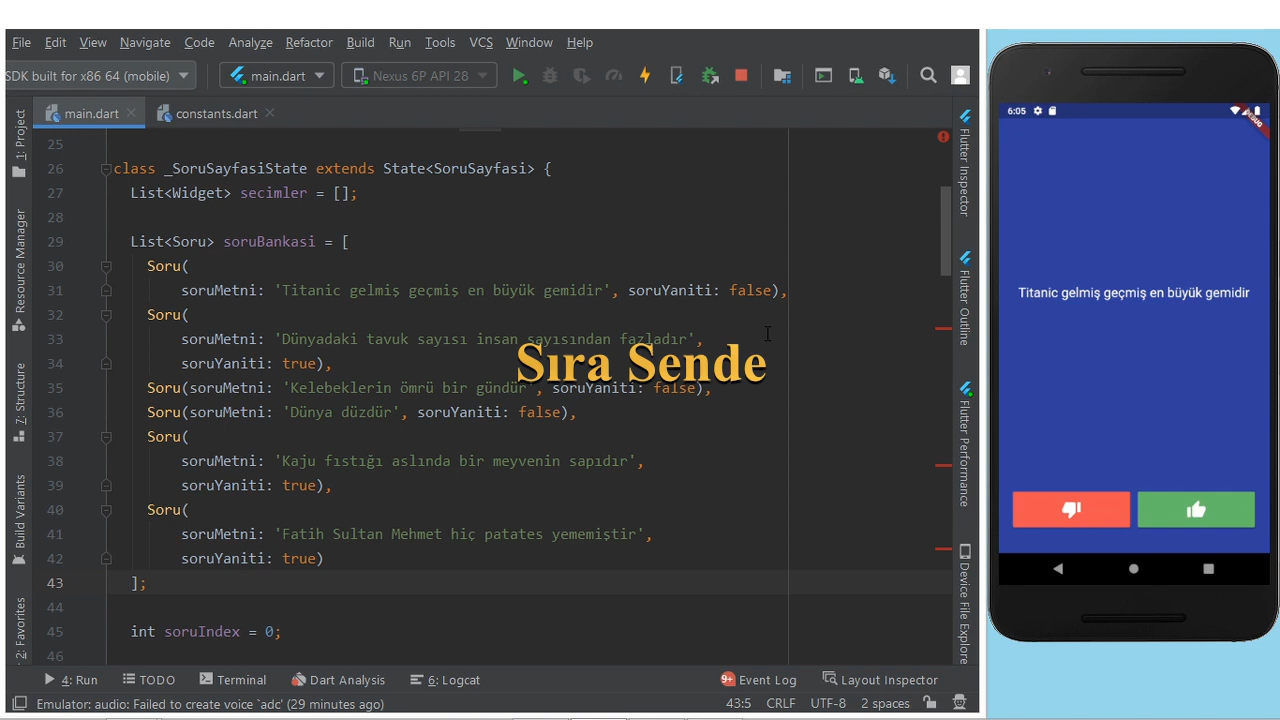 File Edit View Navigate Code Analyze Refactor Build Run Tools VCS Window Help
SDK built for x86 64 (mobile) main.dart Nexus 6P API 28
main.dart constants.dart
1: Project
Resource Manager
Z: Structure
Build Variants
2: Favorites
25
26 class _SoruSayfasiState extends State<SoruSayfasi> {
27 List<Widget> secimler = [];
28
29 List<Soru> soruBankasi = [
30 Soru(
31 soruMetni: 'Titanic gelmiş geçmiş en büyük gemidir', soruYaniti: false),
32 Soru(
33 soruMetni: 'Dünyadaki tavuk sayısı insan sayısından fazladır',
34 soruYaniti: true),
35 Soru(soruMetni: 'Kelebeklerin ömrü bir gündür', soruYaniti: false),
36 Soru(soruMetni: 'Dünya düzdür', soruYaniti: false),
37 Soru(
38 soruMetni: 'Kaju fıstığı aslında bir meyvenin sapıdır',
39 soruYaniti: true),
40 Soru(
41 soruMetni: 'Fatih Sultan Mehmet hiç patates yememiştir',
42 soruYaniti: true)
43 ];
44
45 int soruIndex = 0;
46
Sıra Sende
Flutter Inspector
Flutter Outline
Flutter Performance
Device File Explore
4: Run TODO Terminal Dart Analysis 6: Logcat 9+ Event Log Layout Inspector
Emulator: audio: Failed to create voice `adc' (29 minutes ago) 43:5 CRLF UTF-8 2 spaces
6:05
DEBUG
Titanic gelmiş geçmiş en büyük gemidir